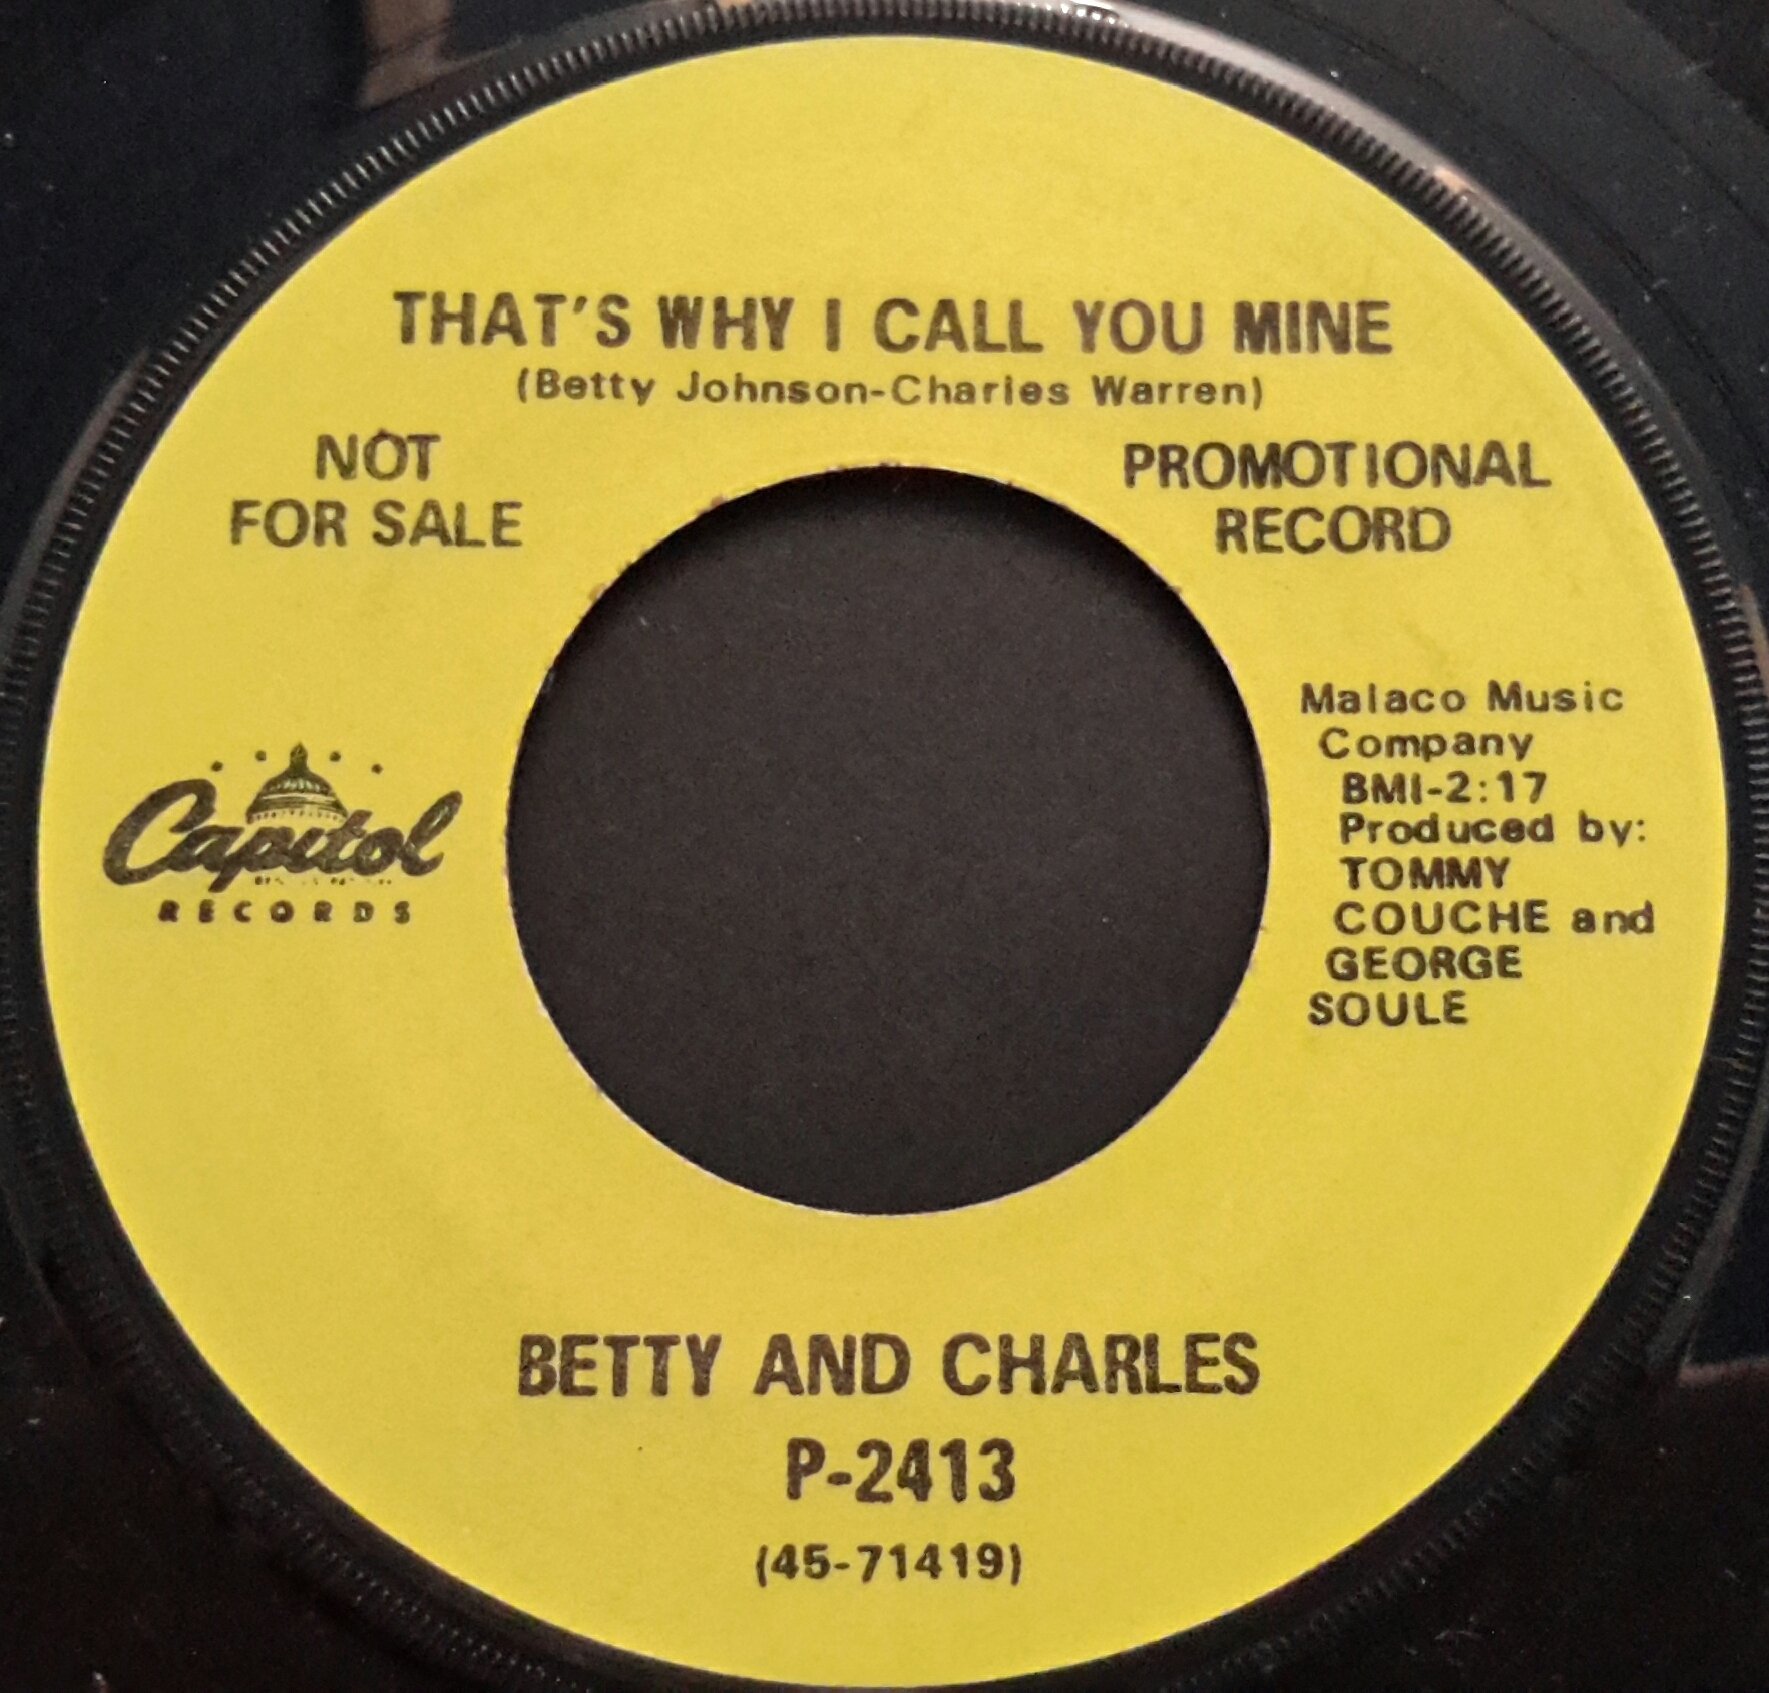 THAT'S WHY I CALL YOU MINE
(Betty Johnson-Charles Warren)
NOT
FOR SALE
PROMOTIONAL
RECORD
Capitol
RECORDS
Malaco Music
Company
BMI-2:17
Produced by:
TOMMY
COUCHE and
GEORGE
SOULE
BETTY AND CHARLES
P-2413
(45-71419)